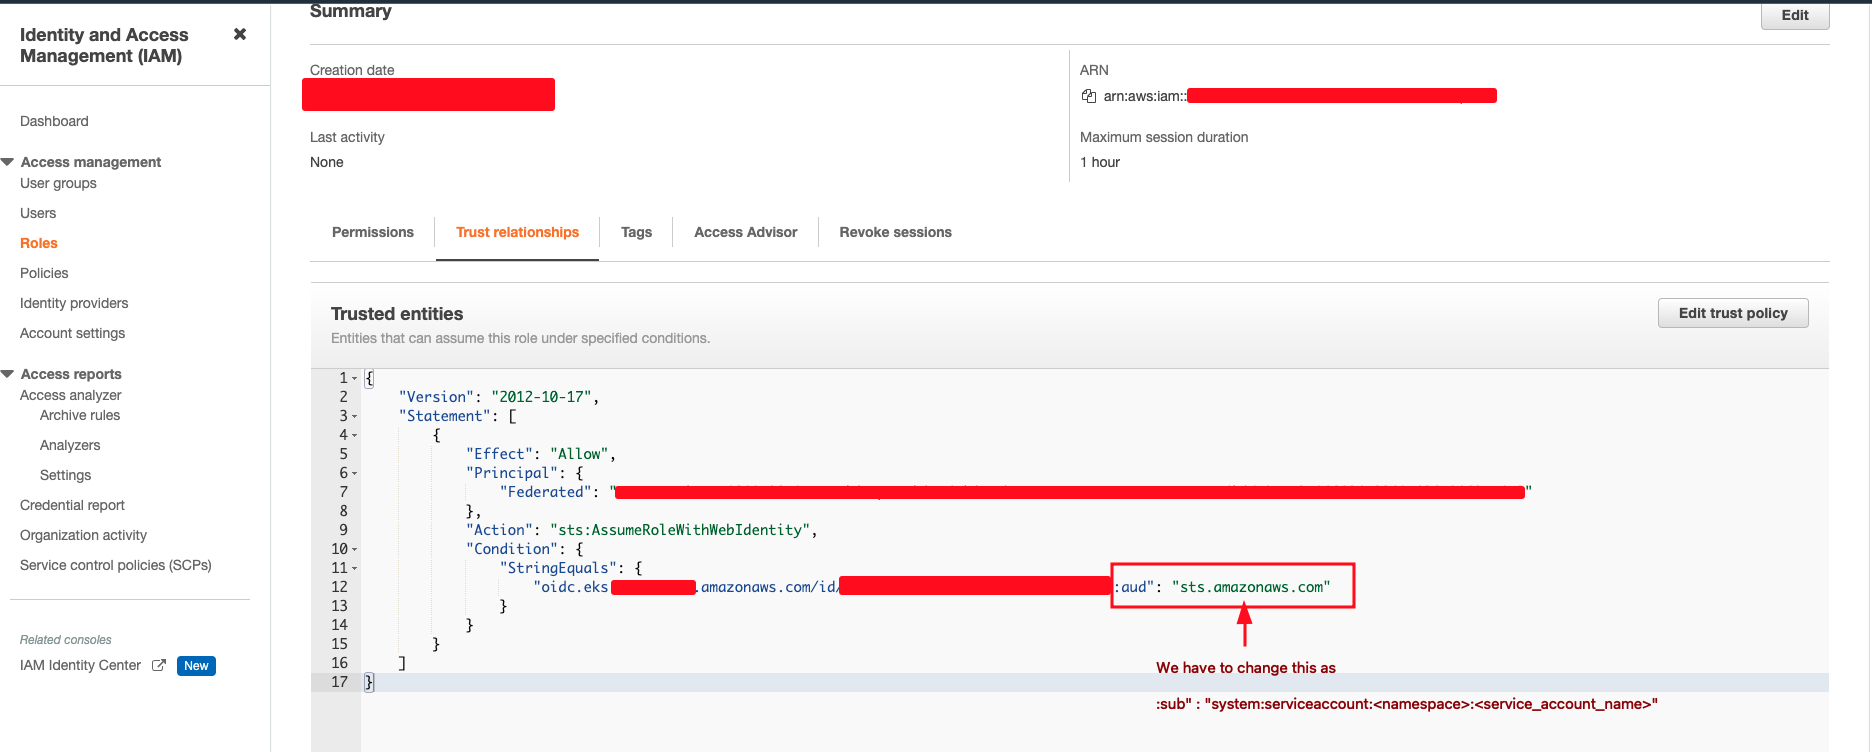 Summary
Edit
Identity and Access
Management (IAM)
Dashboard
Access management
User groups
Users
Roles
Policies
Identity providers
Account settings
Access reports
Access analyzer
Archive rules
Analyzers
Settings
Credential report
Organization activity
Service control policies (SCPs)
Related consoles
IAM Identity Center New
Creation date
Last activity
None
ARN
arn:aws:iam::
Maximum session duration
1 hour
Permissions Trust relationships Tags Access Advisor Revoke sessions
Trusted entities
Entities that can assume this role under specified conditions.
Edit trust policy
1 {
2 "Version": "2012-10-17",
3 "Statement": [
4 {
5 "Effect": "Allow",
6 "Principal": {
7 "Federated": " "
8 },
9 "Action": "sts:AssumeRoleWithWebIdentity",
10 "Condition": {
11 "StringEquals": {
12 "oidc.eks .amazonaws.com/id/ :aud": "sts.amazonaws.com"
13 }
14 }
15 }
16 ]
17 }
We have to change this as
:sub" : "system:serviceaccount:<namespace>:<service_account_name>"